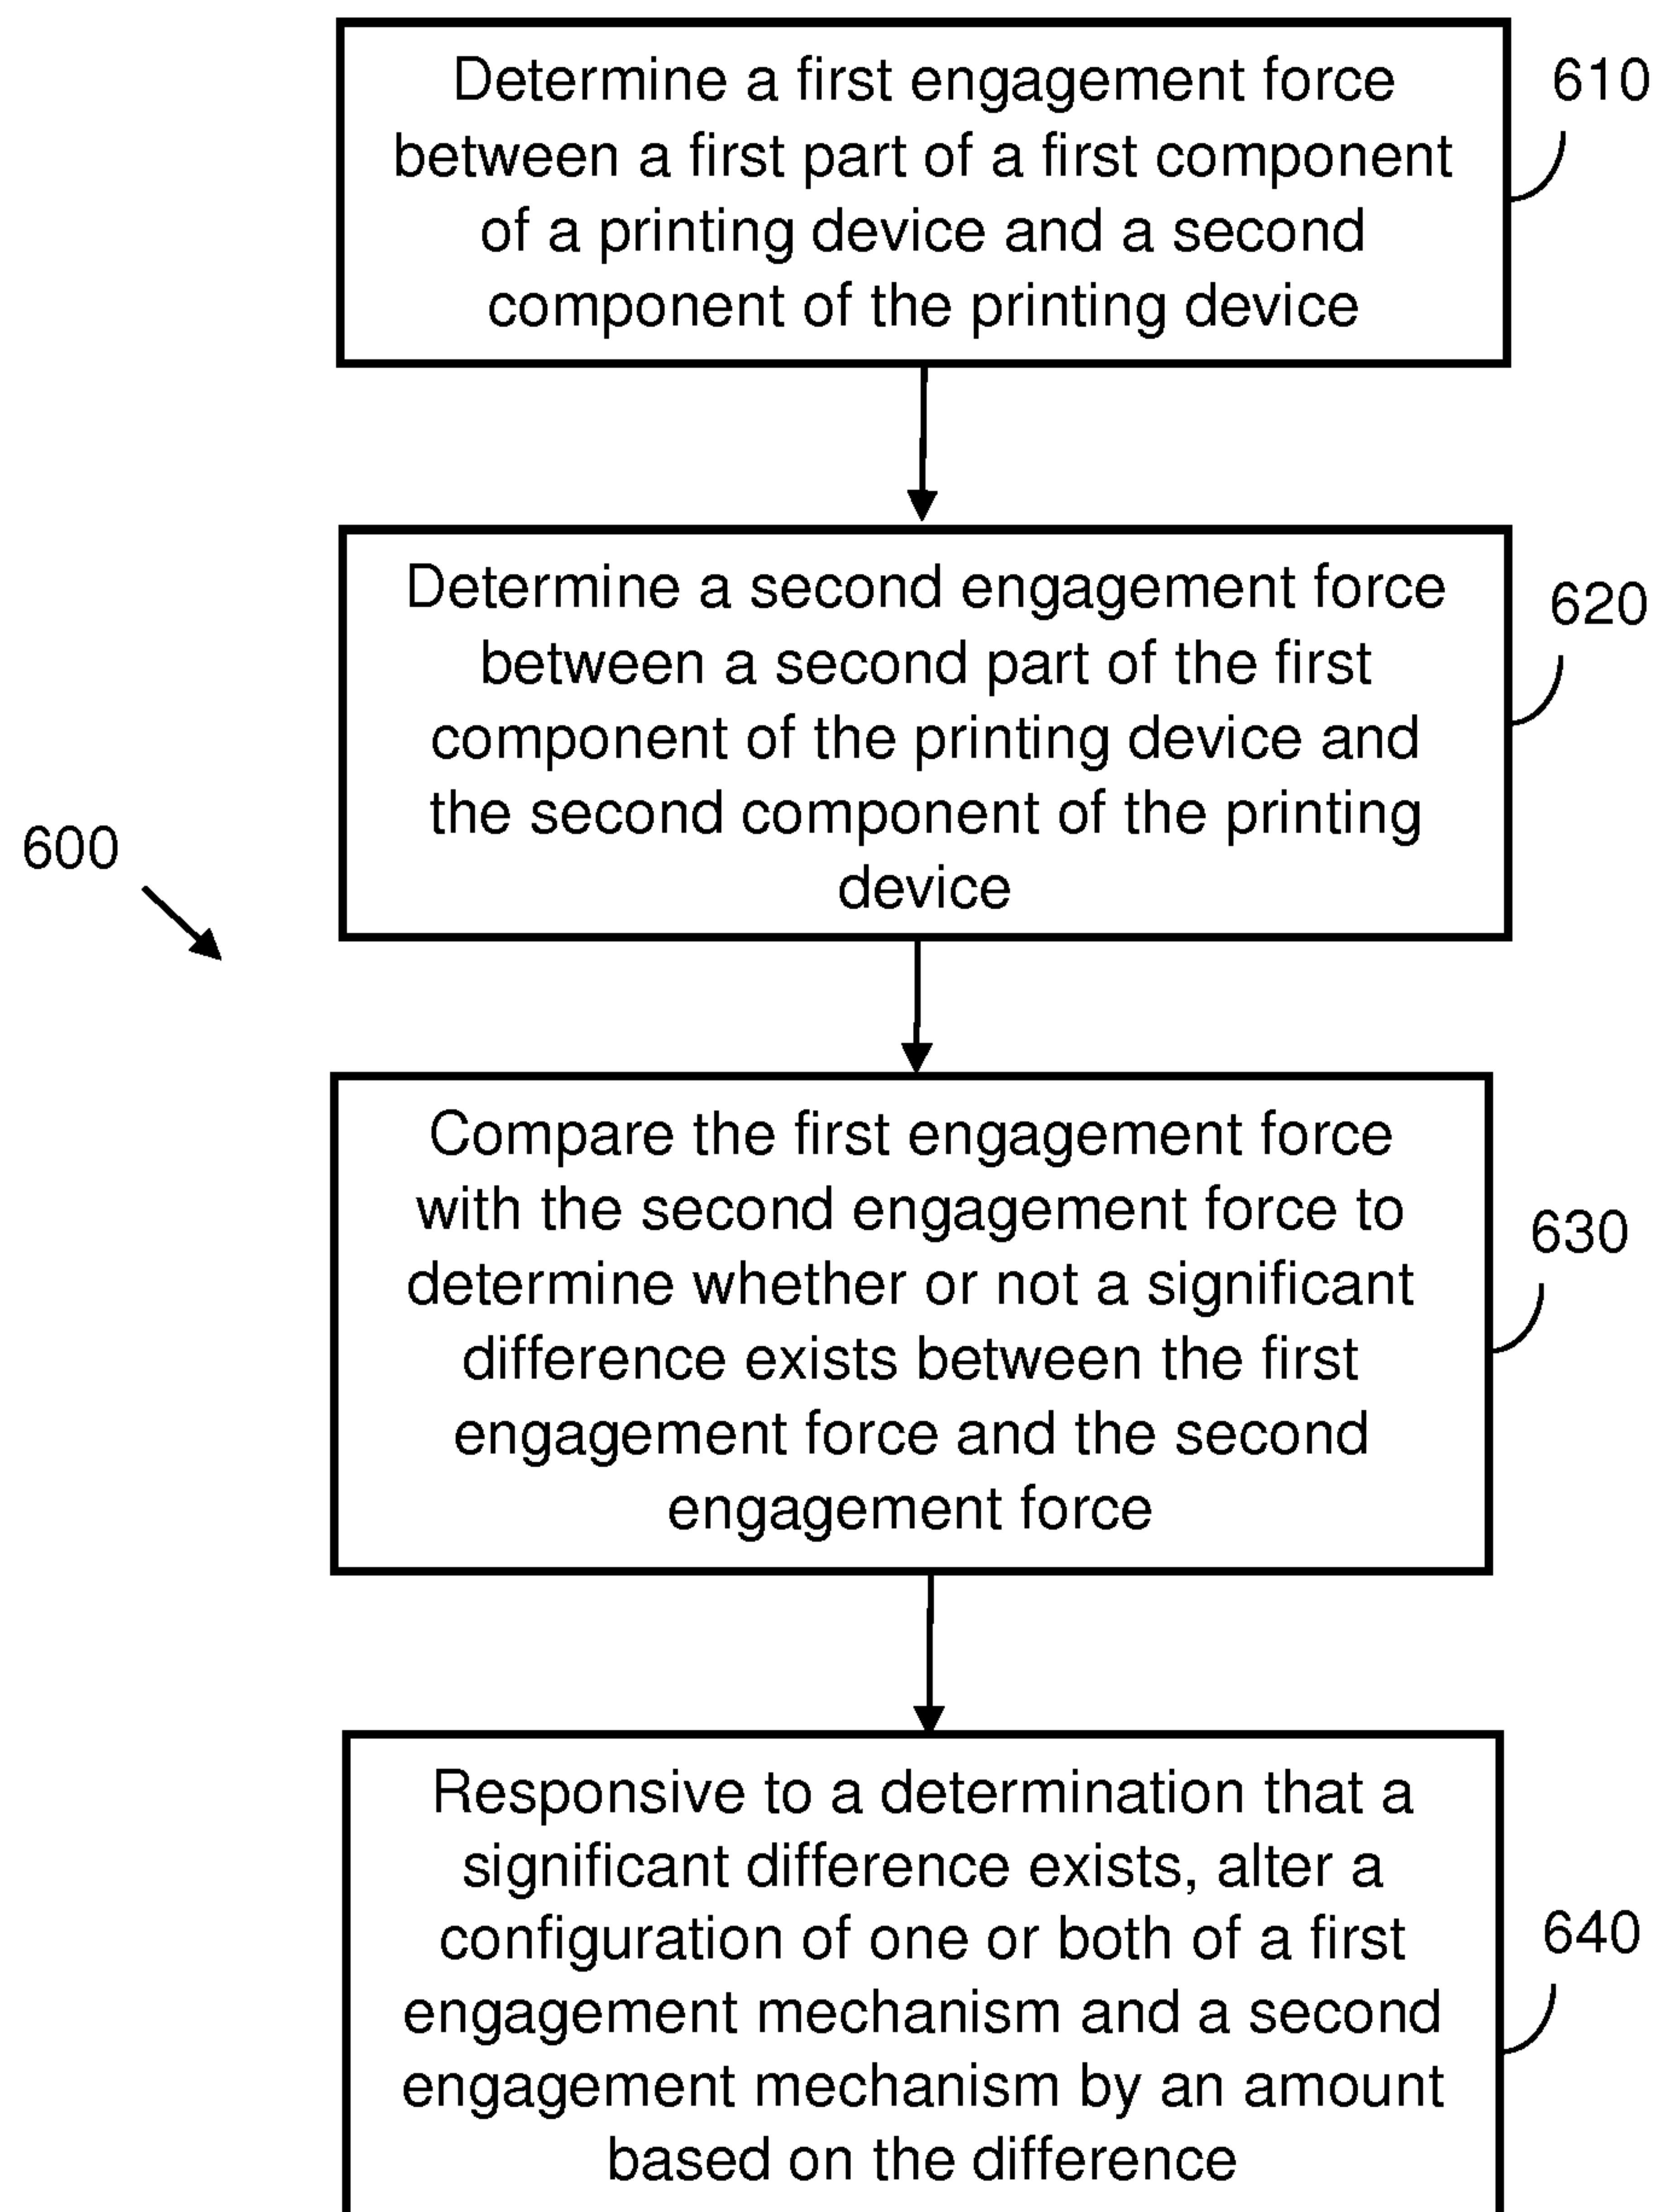 Determine a first engagement force
between a first part of a first component
of a printing device and a second
component of the printing device
610
Determine a second engagement force
between a second part of the first
component of the printing device and
the second component of the printing
device
620
600
Compare the first engagement force
with the second engagement force to
determine whether or not a significant
difference exists between the first
engagement force and the second
engagement force
630
Responsive to a determination that a
significant difference exists, alter a
configuration of one or both of a first
engagement mechanism and a second
engagement mechanism by an amount
based on the difference
640